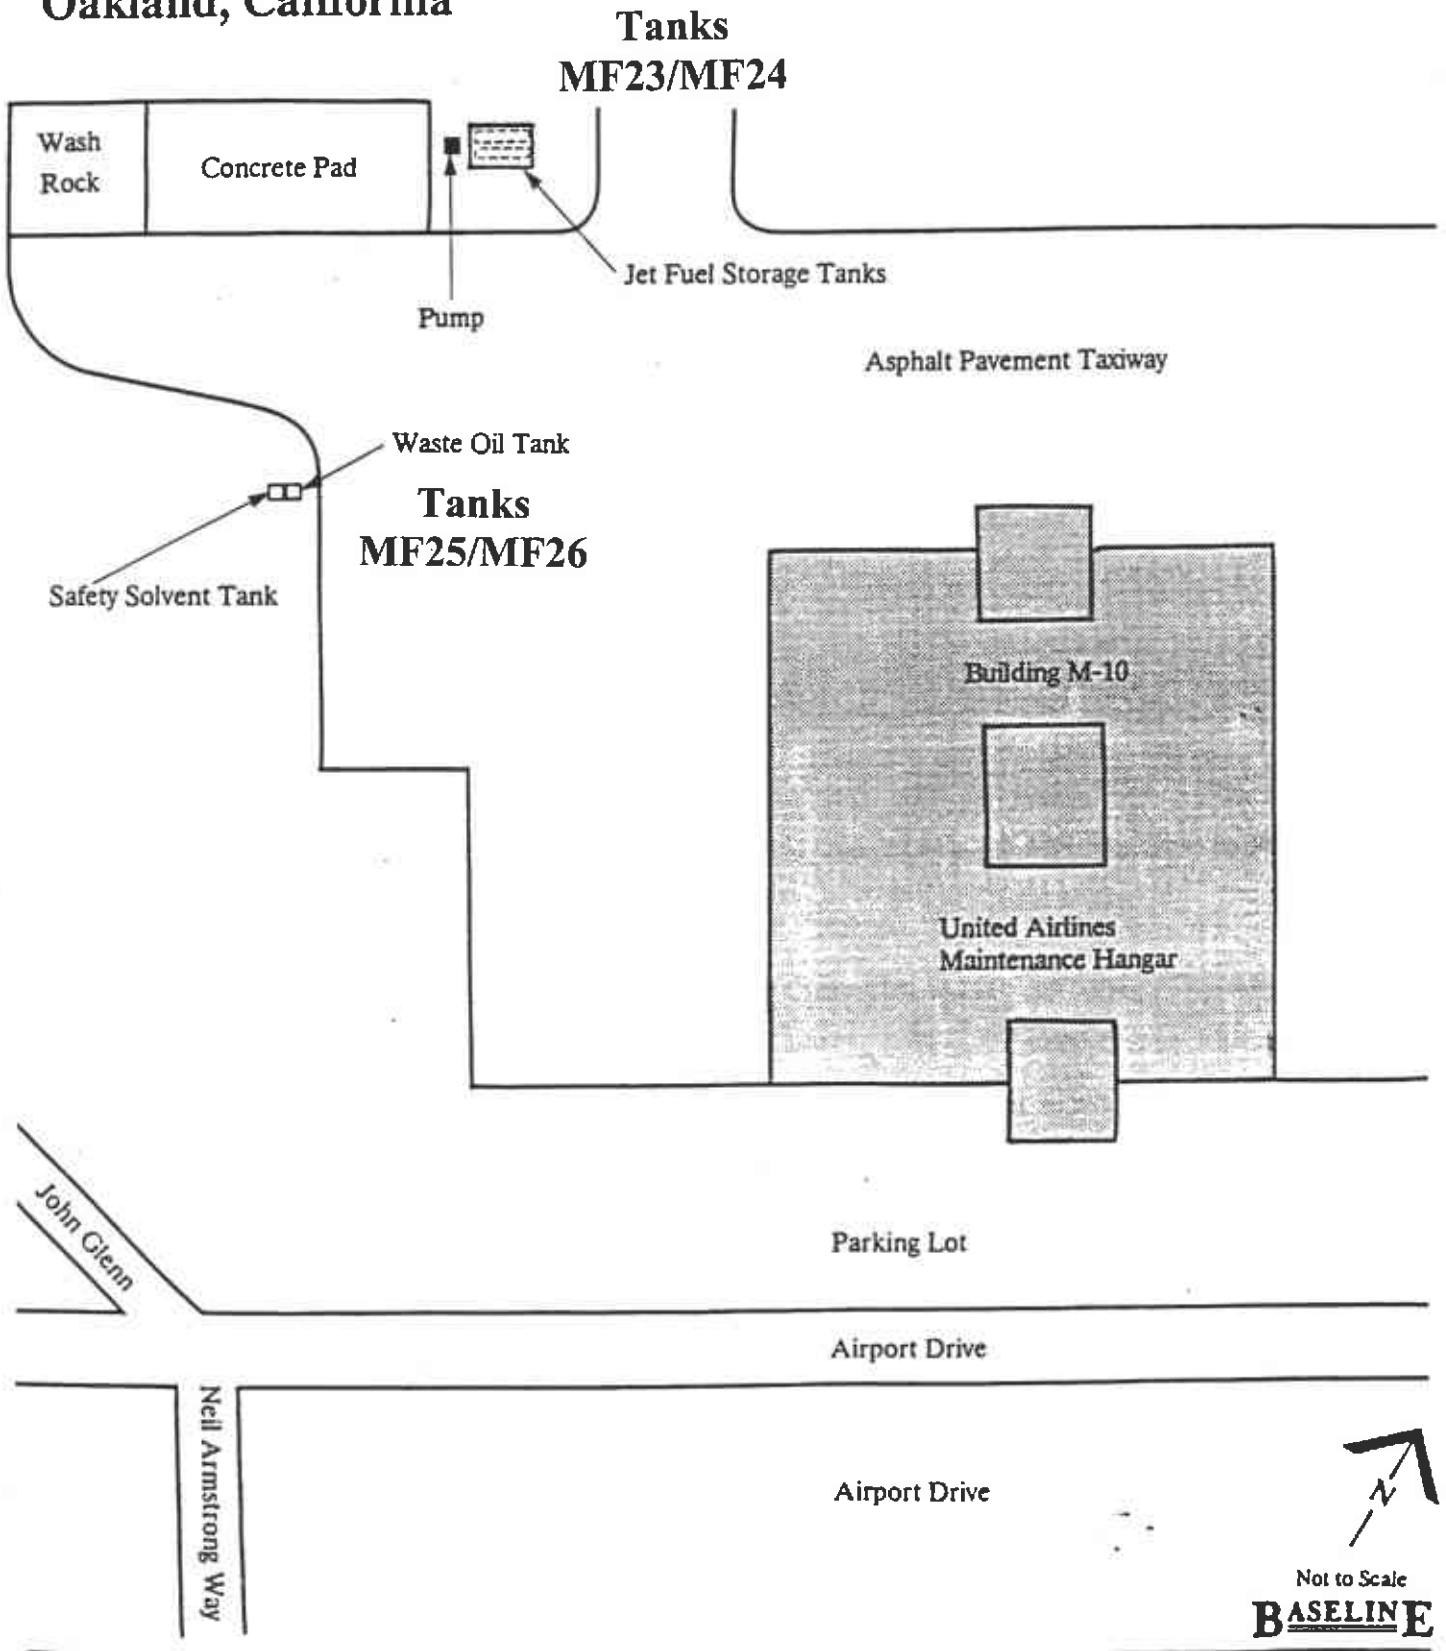 Oakland, California
Tanks
MF23/MF24
Wash
Rock
Concrete Pad
Jet Fuel Storage Tanks
Pump
Asphalt Pavement Taxiway
Waste Oil Tank
Tanks
MF25/MF26
Safety Solvent Tank
Building M-10
United Airlines
Maintenance Hangar
John Glenn
Parking Lot
Airport Drive
Neil Armstrong Way
Airport Drive
N
Not to Scale
BASELINE